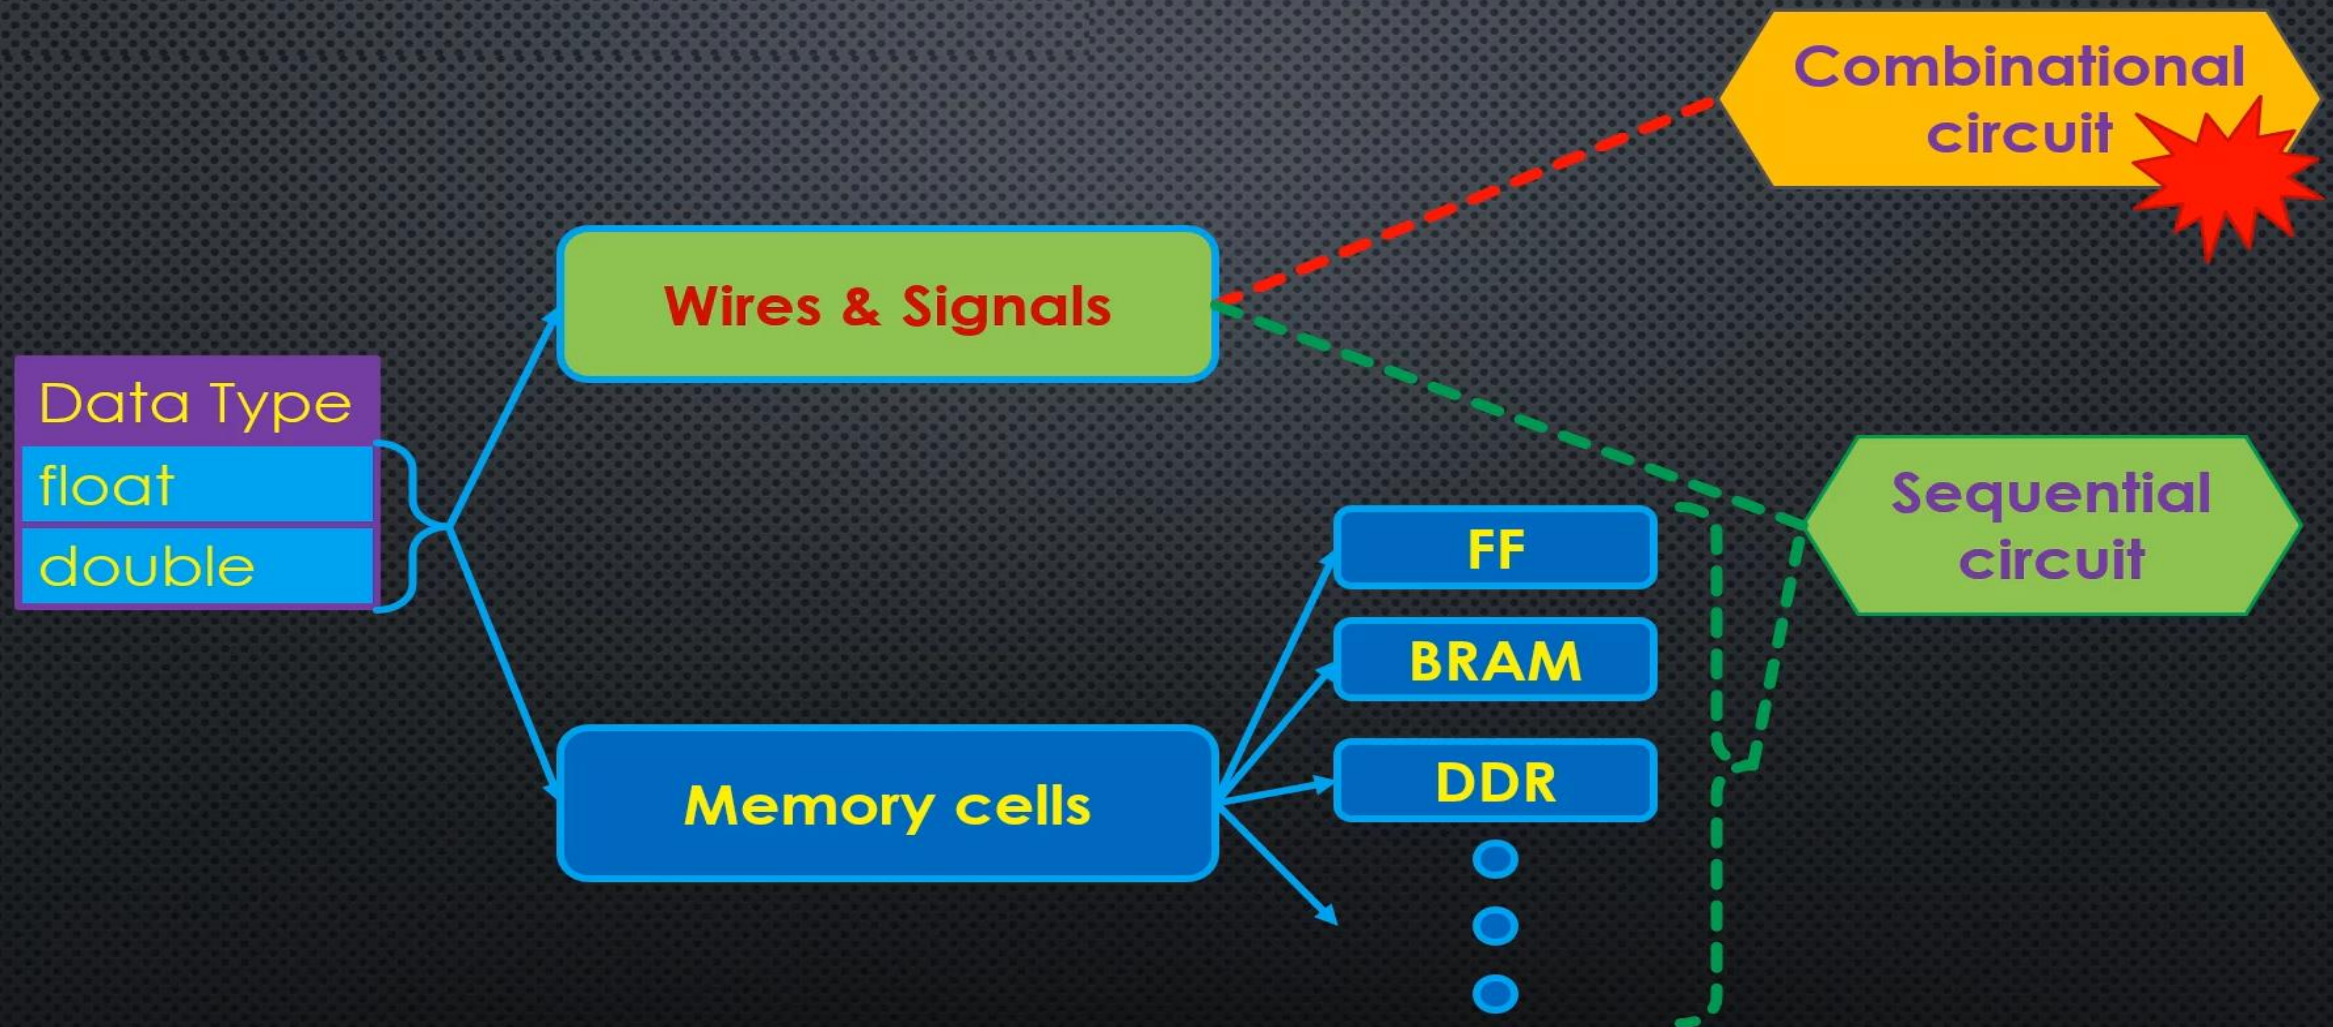 Combinational
circuit
Wires & Signals
Data Type
float
double
Sequential
circuit
FF
BRAM
DDR
Memory cells